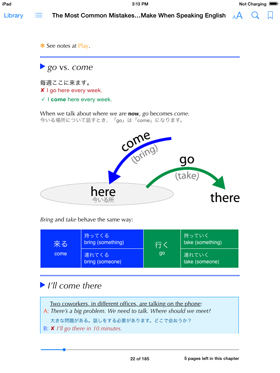 iPad 3:13 PM Not Charging
Library The Most Common Mistakes...Make When Speaking English AA
✳ See notes at Play.
▶ go vs. come
毎週ここに来ます。
✘ I go here every week.
✓ I come here every week.
When we talk about where we are now, go becomes come.
今いる場所について話すとき、「go」は「come」になります。
come
(bring)
go
(take)
here
今いる所
there
Bring and take behave the same way:
来る
come
持ってくる
bring (something)
連れてくる
bring (someone)
行く
go
持っていく
take (something)
連れていく
take (someone)
▶ I'll come there
Two coworkers, in different offices, are talking on the phone:
A: There's a big problem. We need to talk. Where should we meet?
大きな問題がある。話しをする必要があります。どこで会おうか？
B: ✘ I'll go there in 10 minutes.
22 of 185 5 pages left in this chapter